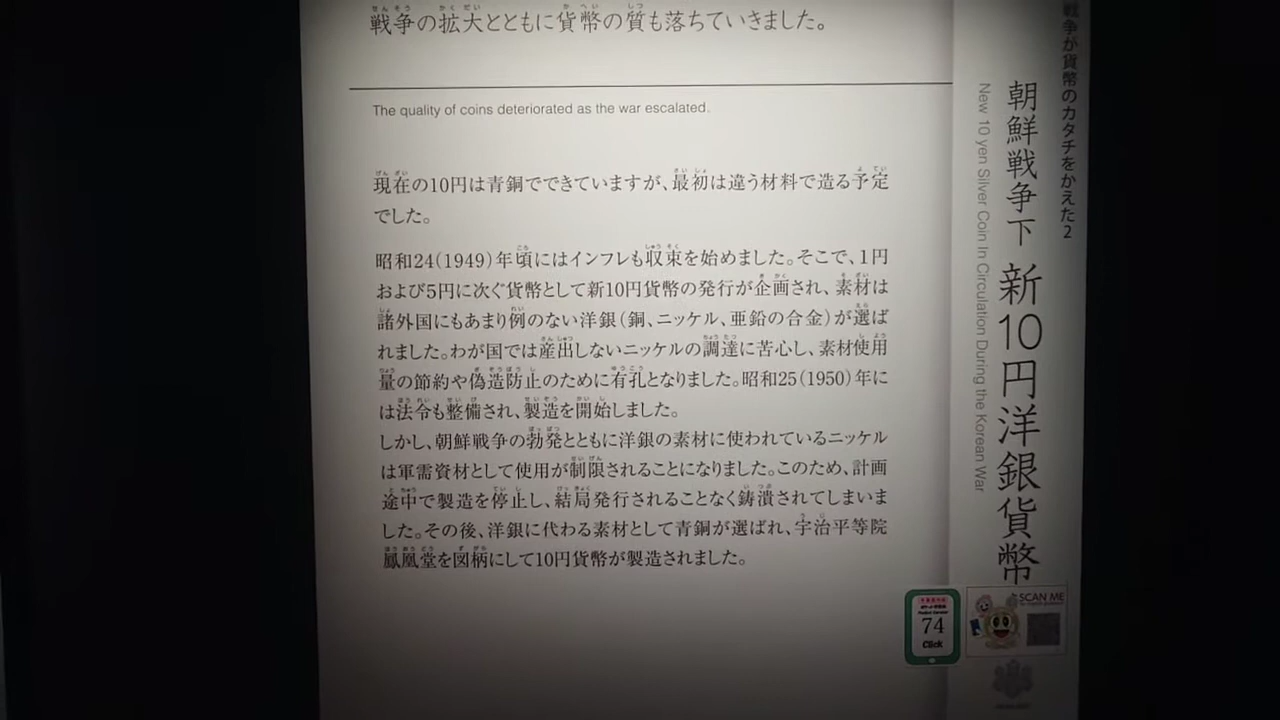 戦争の拡大とともに貨幣の質も落ちていきました。
The quality of coins deteriorated as the war escalated.
現在の10円は青銅でできていますが、最初は違う材料で造る予定
でした。
昭和24(1949)年頃にはインフレも収束を始めました。そこで、1円
および5円に次ぐ貨幣として新10円貨幣の発行が企画され、素材は
諸外国にもあまり例のない洋銀(銅、ニッケル、亜鉛の合金)が選ば
れました。わが国では産出しないニッケルの調達に苦心し、素材使用
量の節約や偽造防止のために有孔となりました。昭和25(1950)年に
は法令も整備され、製造を開始しました。
しかし、朝鮮戦争の勃発とともに洋銀の素材に使われているニッケル
は軍需資材として使用が制限されることになりました。このため、計画
途中で製造を停止し、結局発行されることなく鋳潰されてしまいま
した。その後、洋銀に代わる素材として青銅が選ばれ、宇治平等院
鳳凰堂を図柄にして10円貨幣が製造されました。
戦争が貨幣のカタチをかえた2
朝鮮戦争下 新10円洋銀貨幣
New 10 yen Silver Coin In Circulation During the Korean War
74
Click
SCAN ME